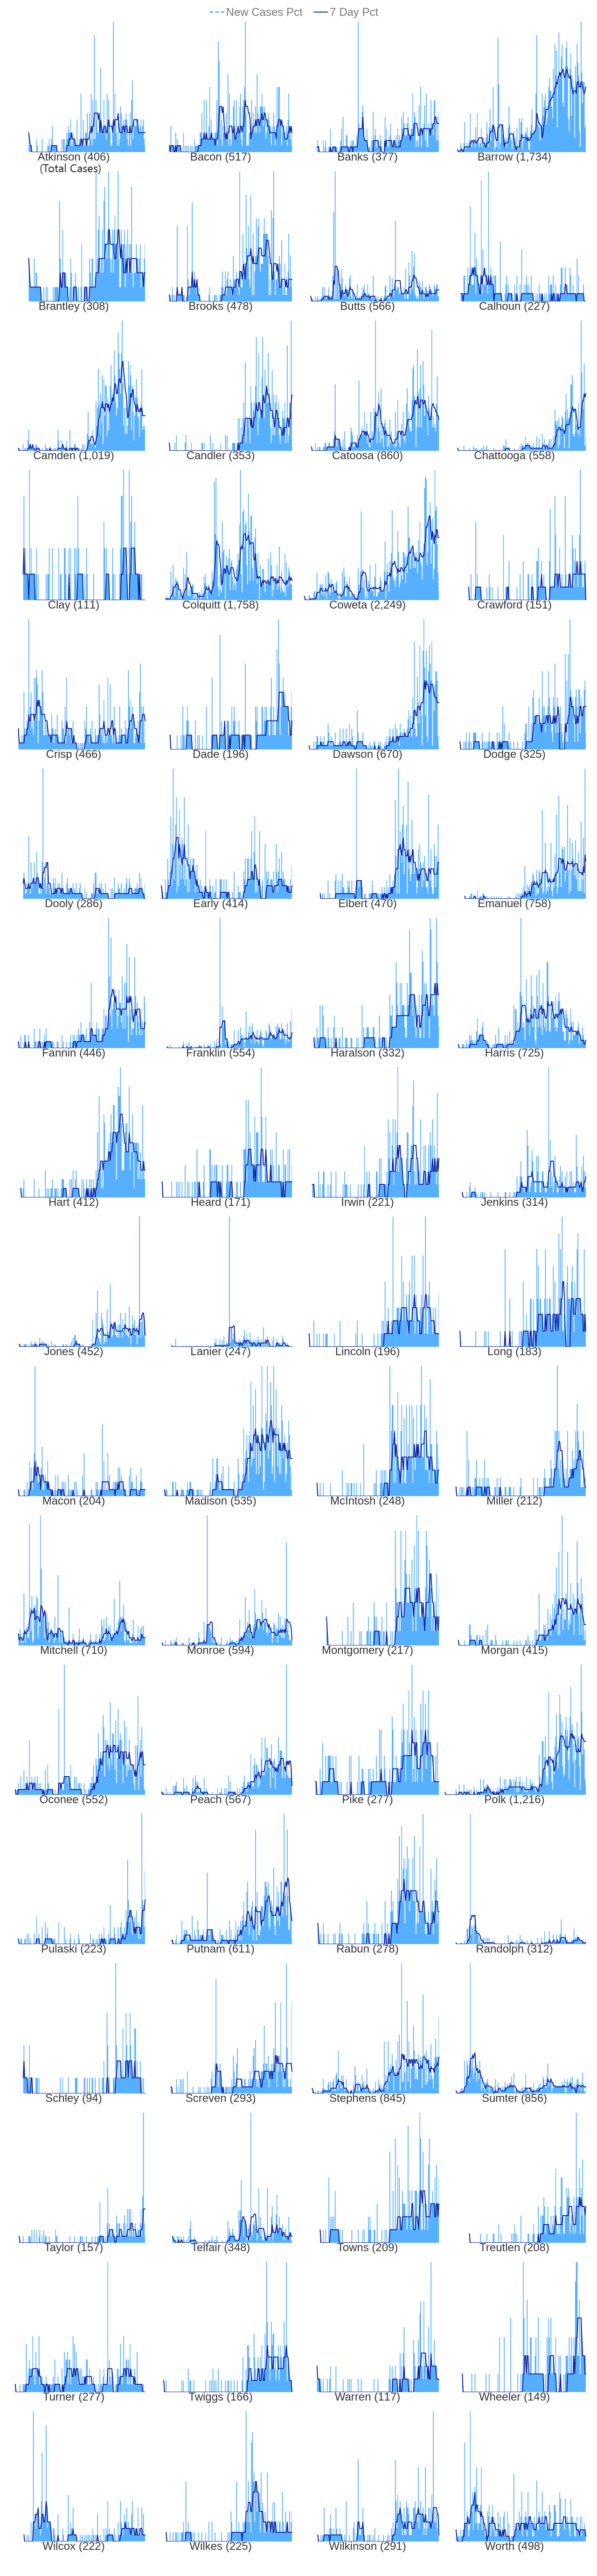 New Cases Pct 7 Day Pct
Atkinson (406) Bacon (517) Banks (377) Barrow (1,734)
(Total Cases)
Brantley (308) Brooks (478) Butts (566) Calhoun (227)
Camden (1,019) Candler (353) Catoosa (860) Chattooga (558)
Clay (111) Colquitt (1,758) Coweta (2,249) Crawford (151)
Crisp (466) Dade (196) Dawson (670) Dodge (325)
Dooly (286) Early (414) Elbert (470) Emanuel (758)
Fannin (446) Franklin (554) Haralson (332) Harris (725)
Hart (412) Heard (171) Irwin (221) Jenkins (314)
Jones (452) Lanier (247) Lincoln (196) Long (183)
Macon (204) Madison (535) McIntosh (248) Miller (212)
Mitchell (710) Monroe (594) Montgomery (217) Morgan (415)
Oconee (552) Peach (567) Pike (277) Polk (1,216)
Pulaski (223) Putnam (611) Rabun (278) Randolph (312)
Schley (94) Screven (293) Stephens (845) Sumter (856)
Taylor (157) Telfair (348) Towns (209) Treutlen (208)
Turner (277) Twiggs (166) Warren (117) Wheeler (149)
Wilcox (222) Wilkes (225) Wilkinson (291) Worth (498)